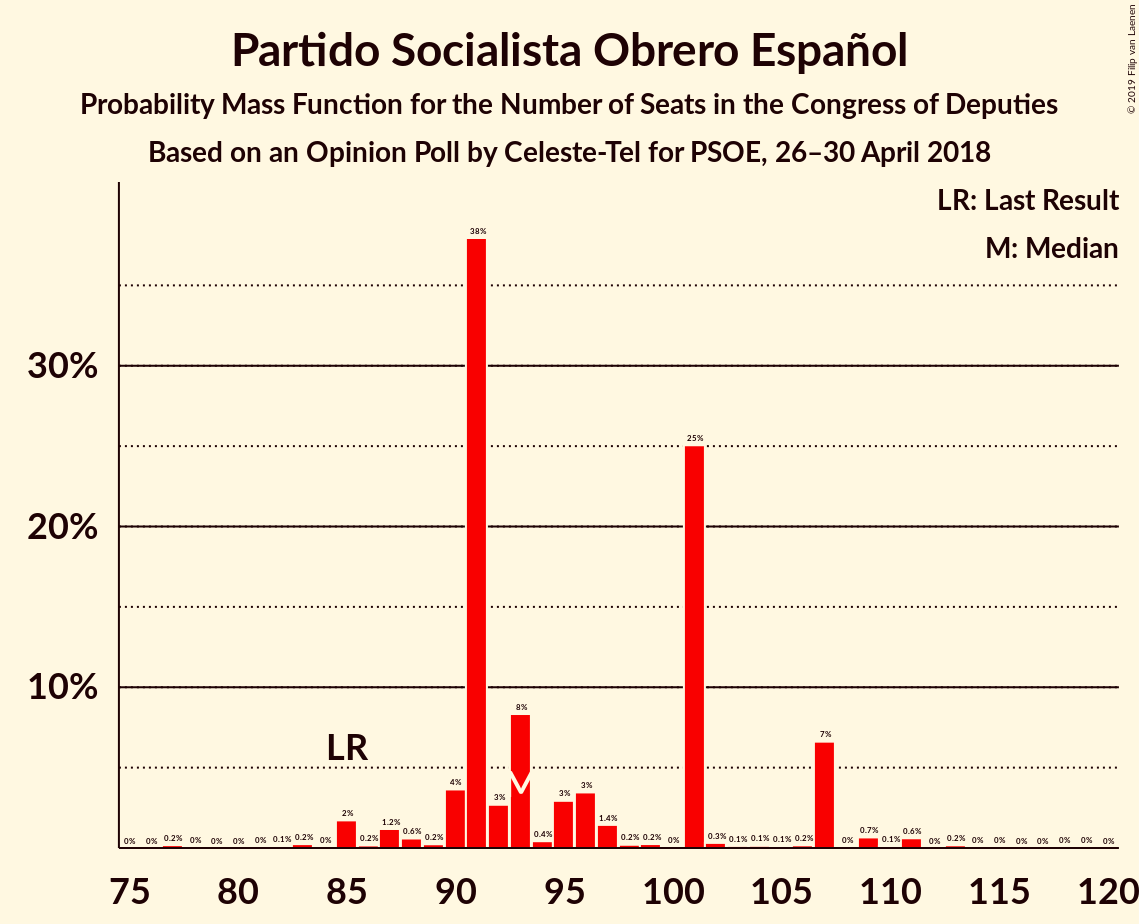 Partido Socialista Obrero Español
Probability Mass Function for the Number of Seats in the Congress of Deputies
Based on an Opinion Poll by Celeste-Tel for PSOE, 26–30 April 2018
© 2019 Filip van Laenen
LR: Last Result
M: Median
30%
20%
10%
LR
0% 0% 0.2% 0% 0% 0% 0% 0.1% 0.2% 0% 2% 0.2% 1.2% 0.6% 0.2% 4% 38% 3% 8% 0.4% 3% 3% 1.4% 0.2% 0.2% 0% 25% 0.3% 0.1% 0.1% 0.1% 0.2% 7% 0% 0.7% 0.1% 0.6% 0% 0.2% 0% 0% 0% 0% 0% 0% 0%
75 80 85 90 95 100 105 110 115 120